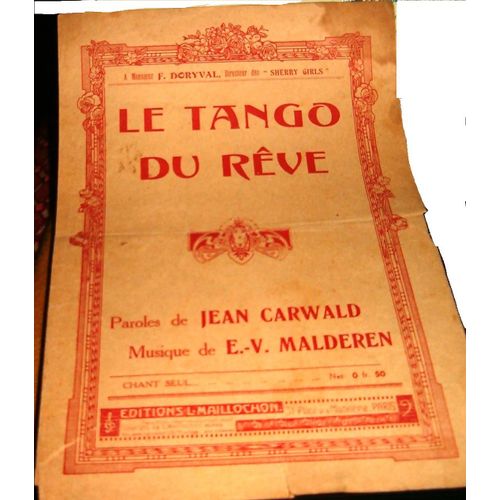 A Monsieur F. DORYVAL, Directeur des "SHERRY GIRLS"
LE TANGO
DU RÊVE
Paroles de JEAN CARWALD
Musique de E.-V. MALDEREN
CHANT SEUL
Net: 0 fr. 50
EDITIONS L. MAILLOCHON
PARIS